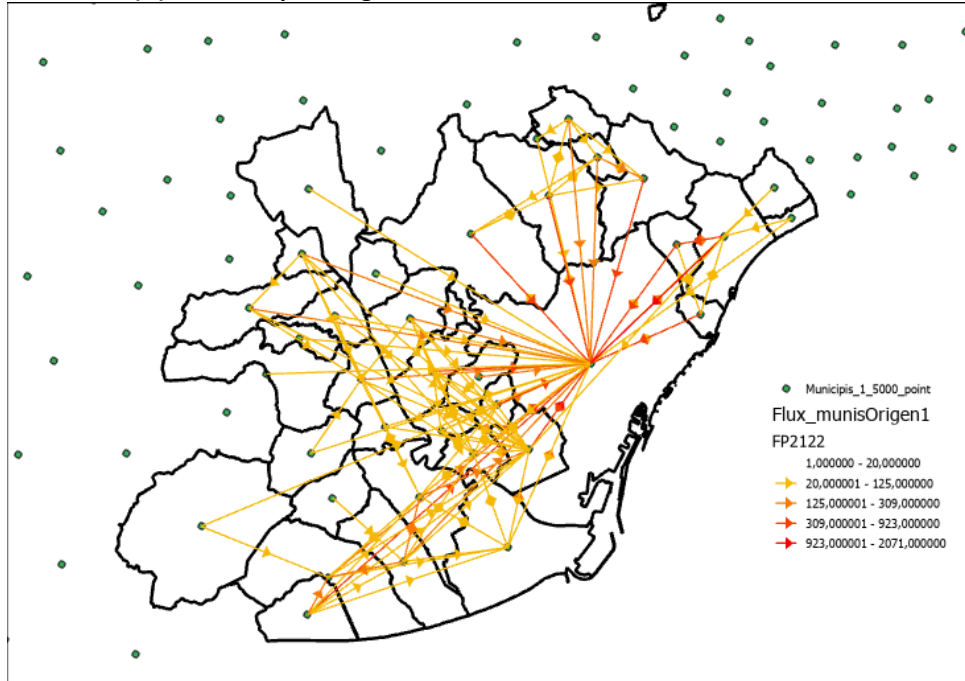 Municipis_1_5000_point
Flux_munisOrigen1
FP2122
1,000000 - 20,000000
20,000001 - 125,000000
125,000001 - 309,000000
309,000001 - 923,000000
923,000001 - 2071,000000